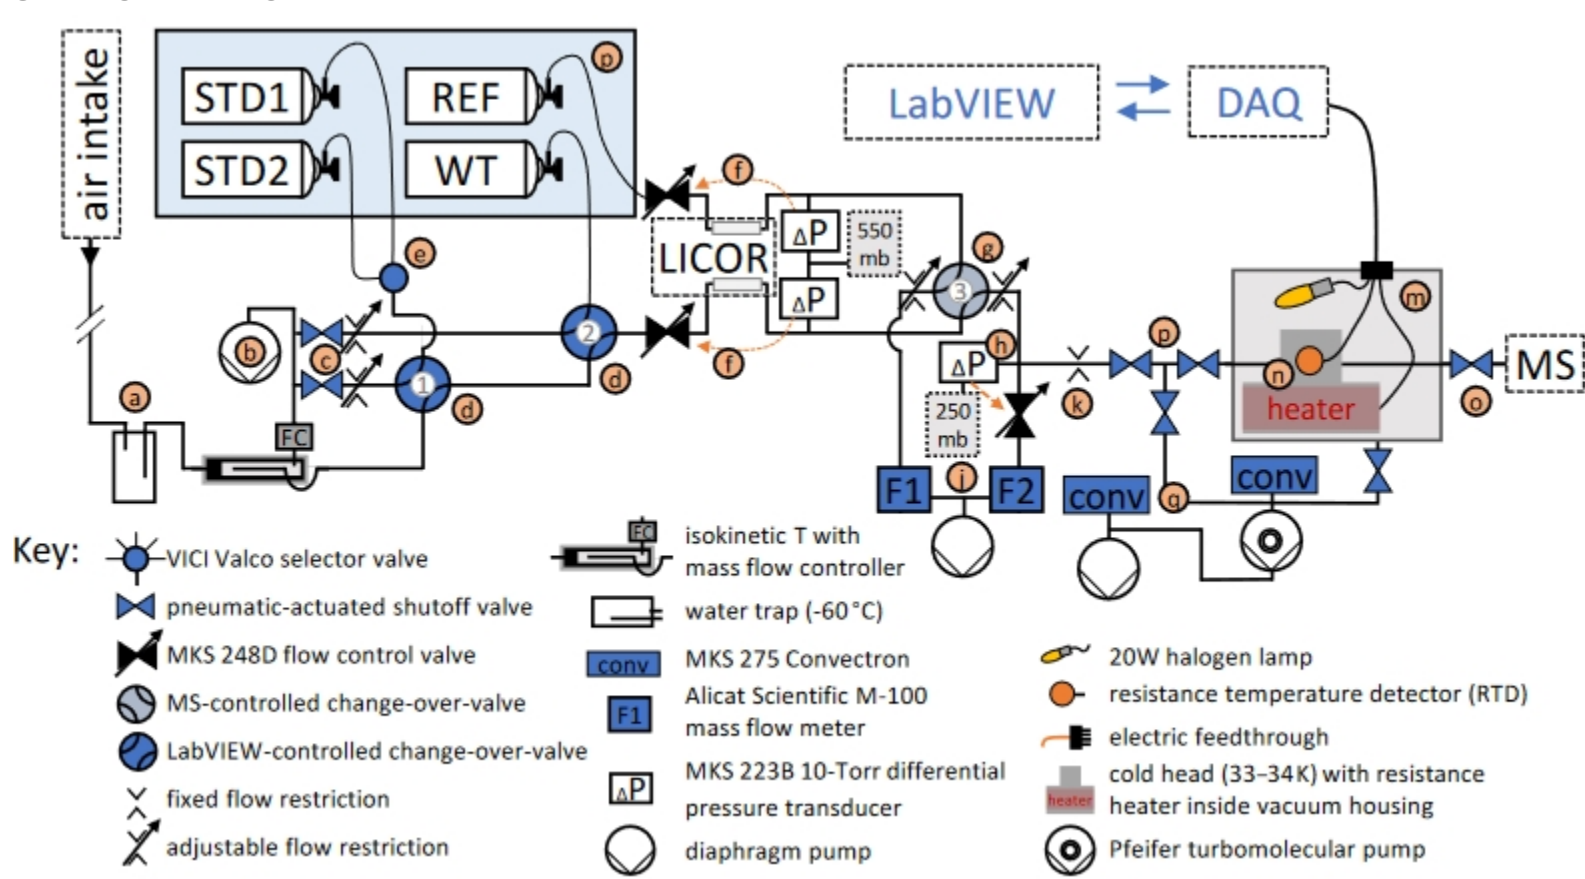 air intake
STD1
STD2
REF
WT
p
LabVIEW
DAQ
e
f
LICOR
ΔP
550
mb
ΔP
g
3
2
1
b
c
d
d
f
a
FC
ΔP
h
250
mb
k
p
m
n
heater
MS
o
F1
i
F2
conv
q
conv
Key:
VICI Valco selector valve
pneumatic-actuated shutoff valve
MKS 248D flow control valve
MS-controlled change-over-valve
LabVIEW-controlled change-over-valve
fixed flow restriction
adjustable flow restriction
FC
isokinetic T with
mass flow controller
water trap (-60 °C)
conv
MKS 275 Convectron
F1
Alicat Scientific M-100
mass flow meter
ΔP
MKS 223B 10-Torr differential
pressure transducer
diaphragm pump
20W halogen lamp
resistance temperature detector (RTD)
electric feedthrough
heater
cold head (33–34K) with resistance
heater inside vacuum housing
Pfeifer turbomolecular pump